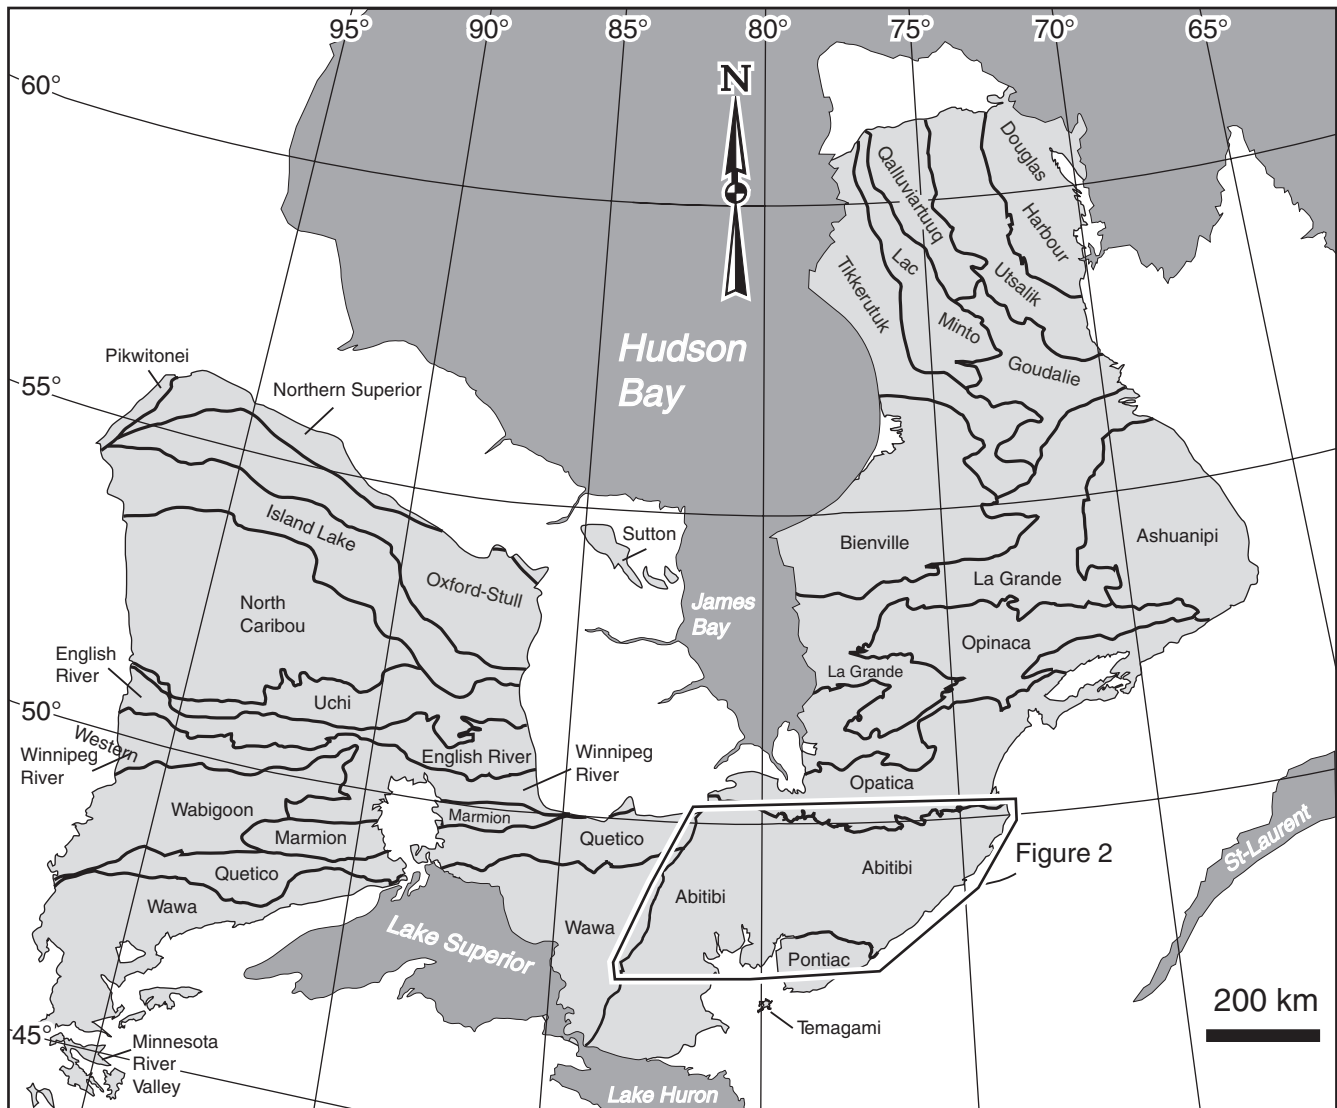 95°
90°
85°
80°
75°
70°
65°
60°
N
Douglas
Harbour
Qalluviartuuq
Lac
Minto
Tikkerutuk
Utsalik
Goudalie
Hudson
Bay
Pikwitonei
55°
Northern Superior
Island Lake
Oxford-Stull
Sutton
Bienville
Ashuanipi
La Grande
James
Bay
North
Caribou
Opinaca
English
River
La Grande
Uchi
50°
Western
Winnipeg
River
English River
Winnipeg
River
Opatica
Wabigoon
Marmion
Marmion
Quetico
Quetico
Abitibi
Abitibi
Figure 2
St-Laurent
Wawa
Wawa
Lake Superior
Pontiac
200 km
Temagami
45°
Minnesota
River
Valley
Lake Huron